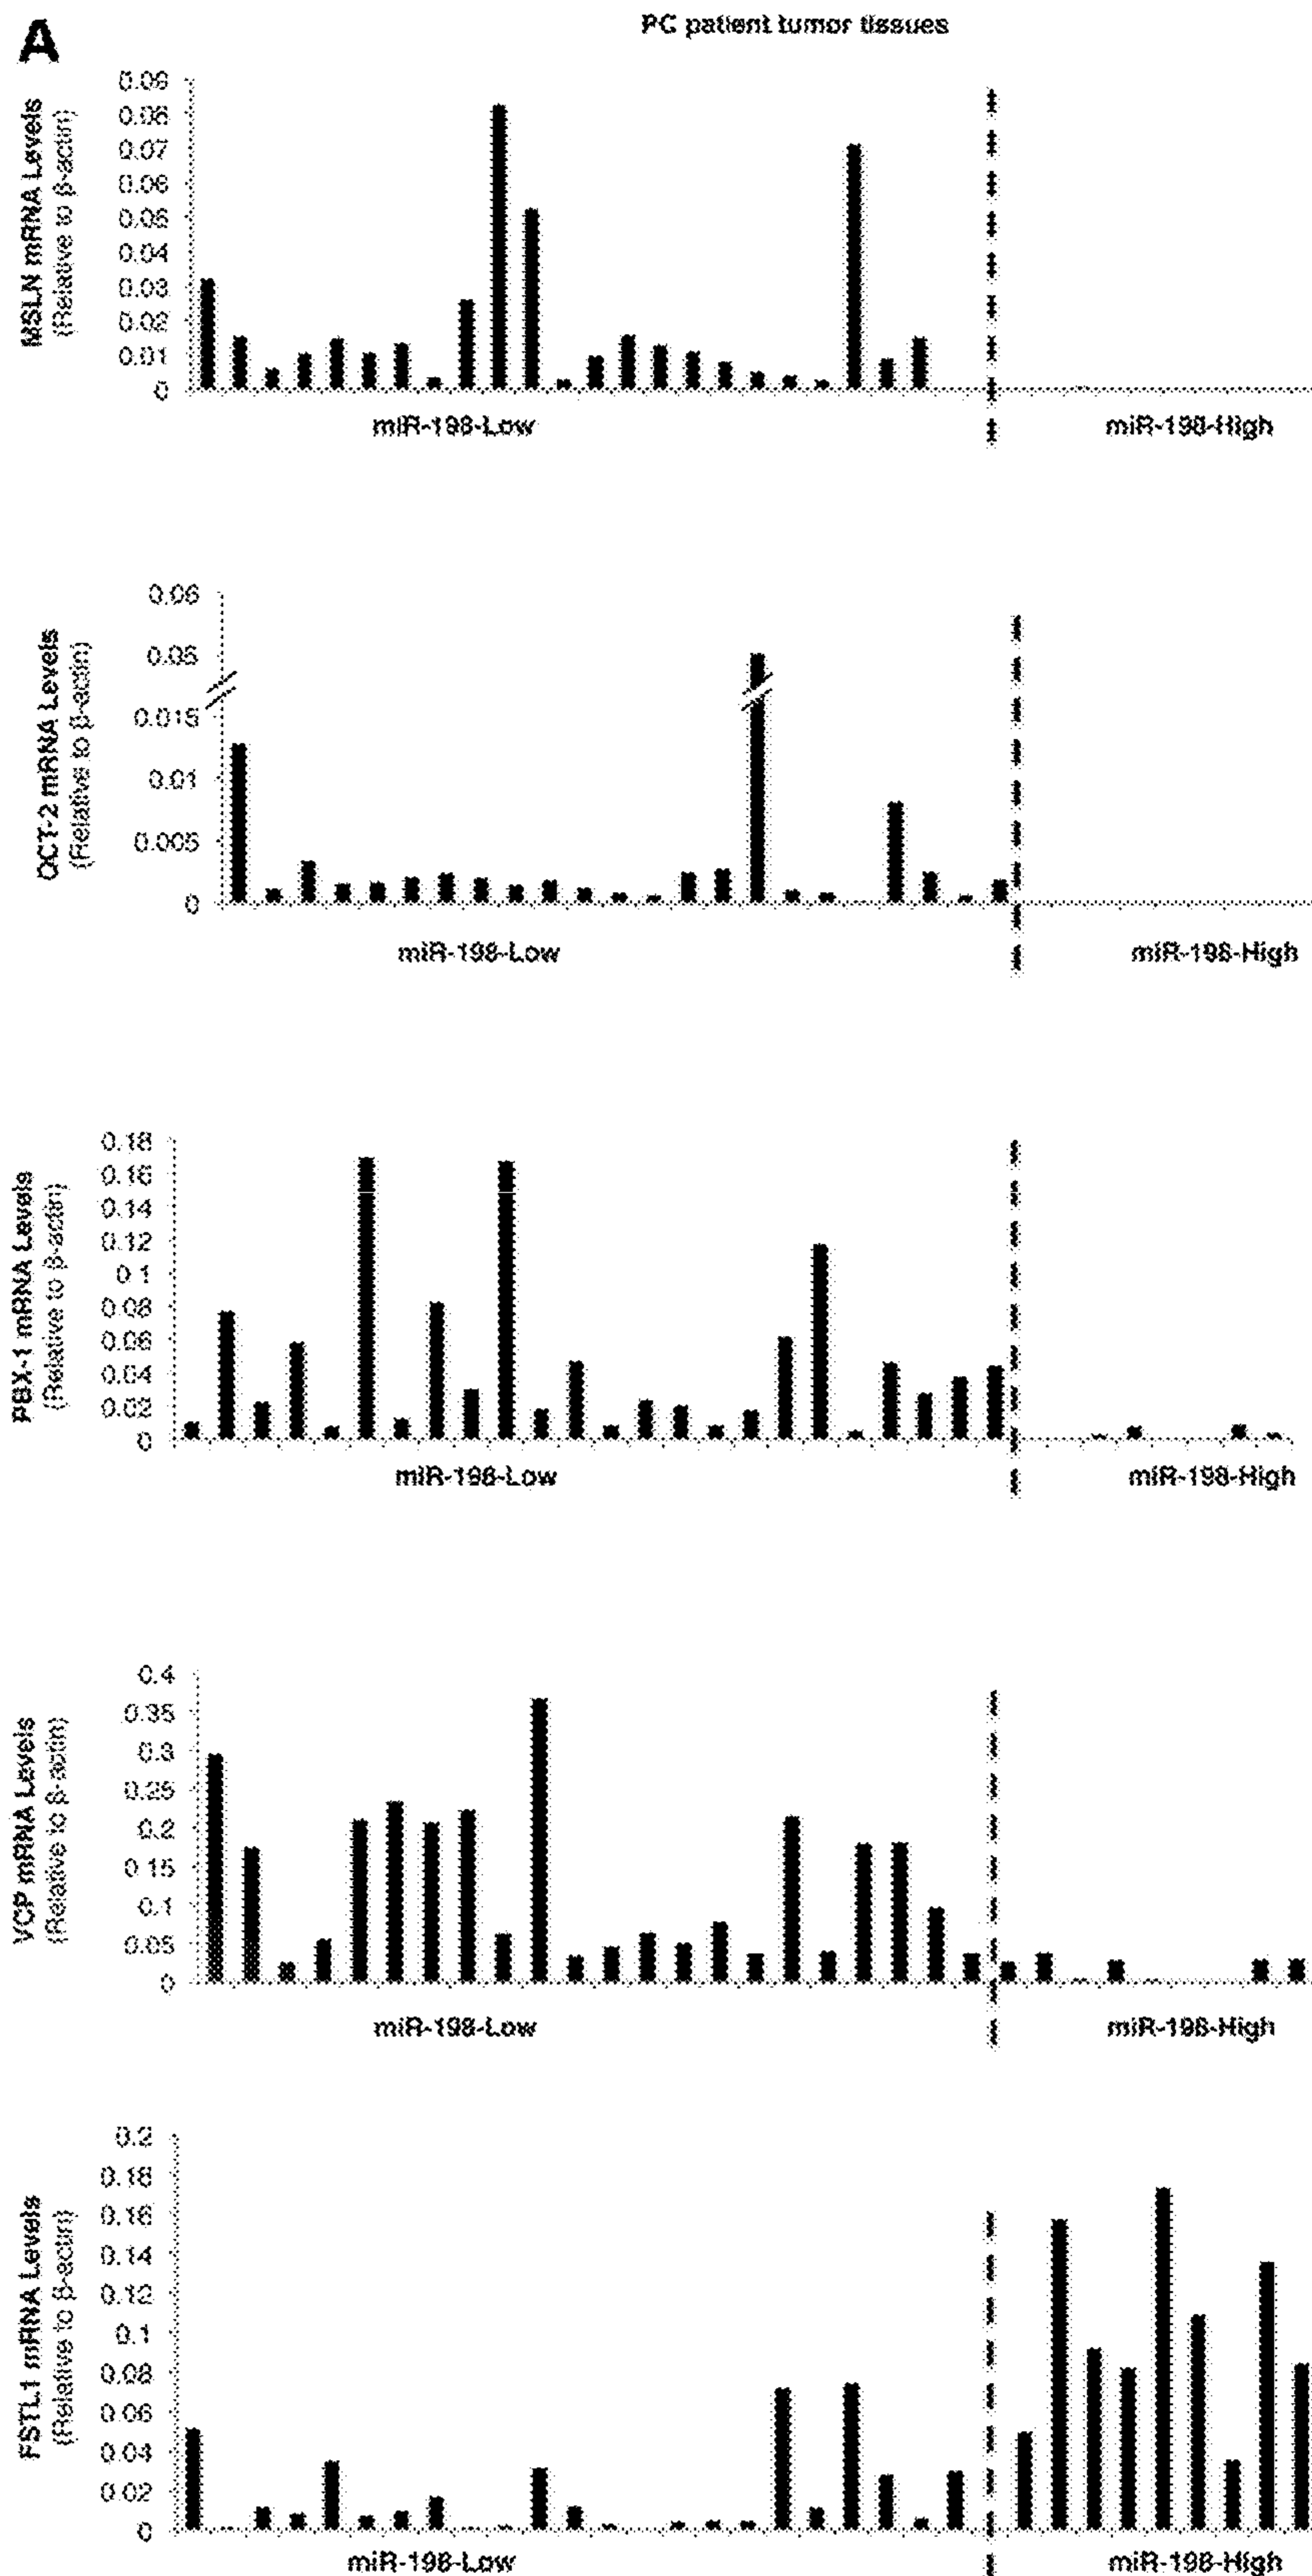 A
PC patient tumor tissues
MSLN mRNA Levels
(Relative to β-actin)
0.09
0.08
0.07
0.06
0.05
0.04
0.03
0.02
0.01
0
miR-198-Low
miR-198-High
OCT-2 mRNA Levels
(Relative to β-actin)
0.06
0.05
0.015
0.01
0.005
0
miR-198-Low
miR-198-High
PBX-1 mRNA Levels
(Relative to β-actin)
0.18
0.16
0.14
0.12
0.1
0.08
0.06
0.04
0.02
0
miR-198-Low
miR-198-High
VCP mRNA Levels
(Relative to β-actin)
0.4
0.35
0.3
0.25
0.2
0.15
0.1
0.05
0
miR-198-Low
miR-198-High
FSTL1 mRNA Levels
(Relative to β-actin)
0.2
0.18
0.16
0.14
0.12
0.1
0.08
0.06
0.04
0.02
0
miR-198-Low
miR-198-High